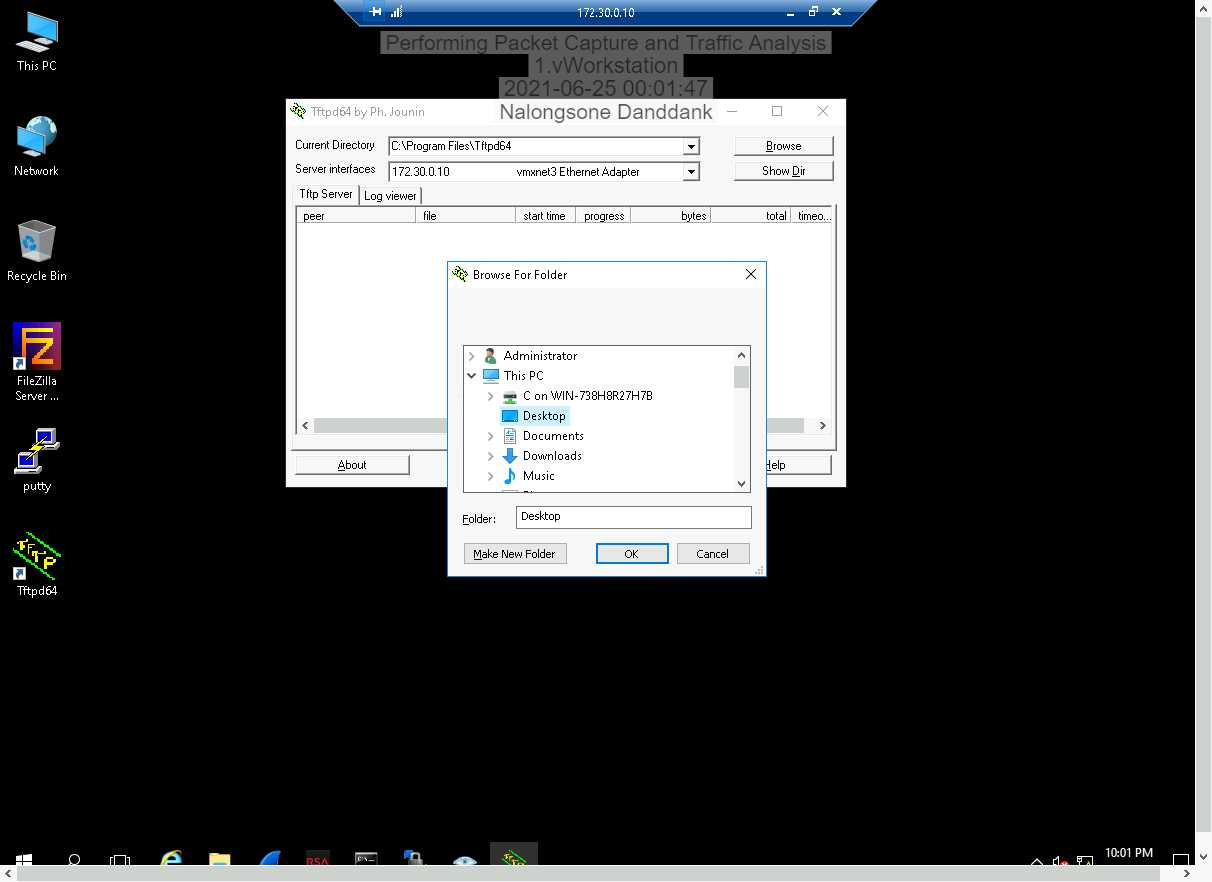 172.30.0.10
Performing Packet Capture and Traffic Analysis
1.vWorkstation
2021-06-25 00:01:47
Nalongsone Danddank
This PC
Network
Recycle Bin
FileZilla
Server ...
putty
Tftpd64
Tftpd64 by Ph. Jounin
Current Directory C:\Program Files\Tftpd64 Browse
Server interfaces 172.30.0.10 vmxnet3 Ethernet Adapter Show Dir
Tftp Server Log viewer
peer file start time progress bytes total timeo...
About Help
Browse For Folder
Administrator
This PC
C on WIN-738H8R27H7B
Desktop
Documents
Downloads
Music
Folder: Desktop
Make New Folder OK Cancel
RSA
10:01 PM